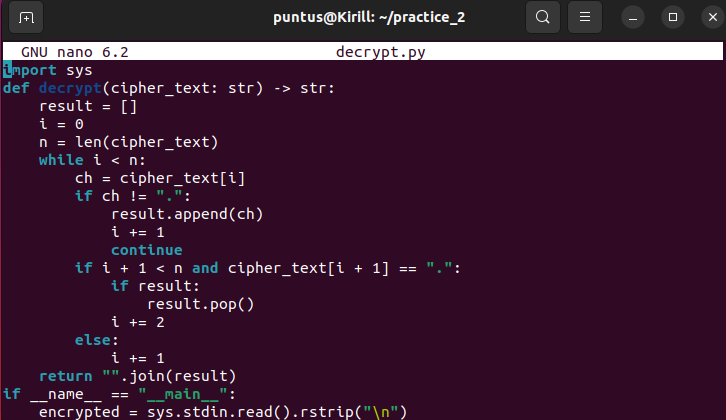 puntus@Kirill: ~/practice_2
GNU nano 6.2 decrypt.py
import sys
def decrypt(cipher_text: str) -> str:
    result = []
    i = 0
    n = len(cipher_text)
    while i < n:
        ch = cipher_text[i]
        if ch != ".":
            result.append(ch)
            i += 1
            continue
        if i + 1 < n and cipher_text[i + 1] == ".":
            if result:
                result.pop()
            i += 2
        else:
            i += 1
    return "".join(result)
if __name__ == "__main__":
    encrypted = sys.stdin.read().rstrip("\n")